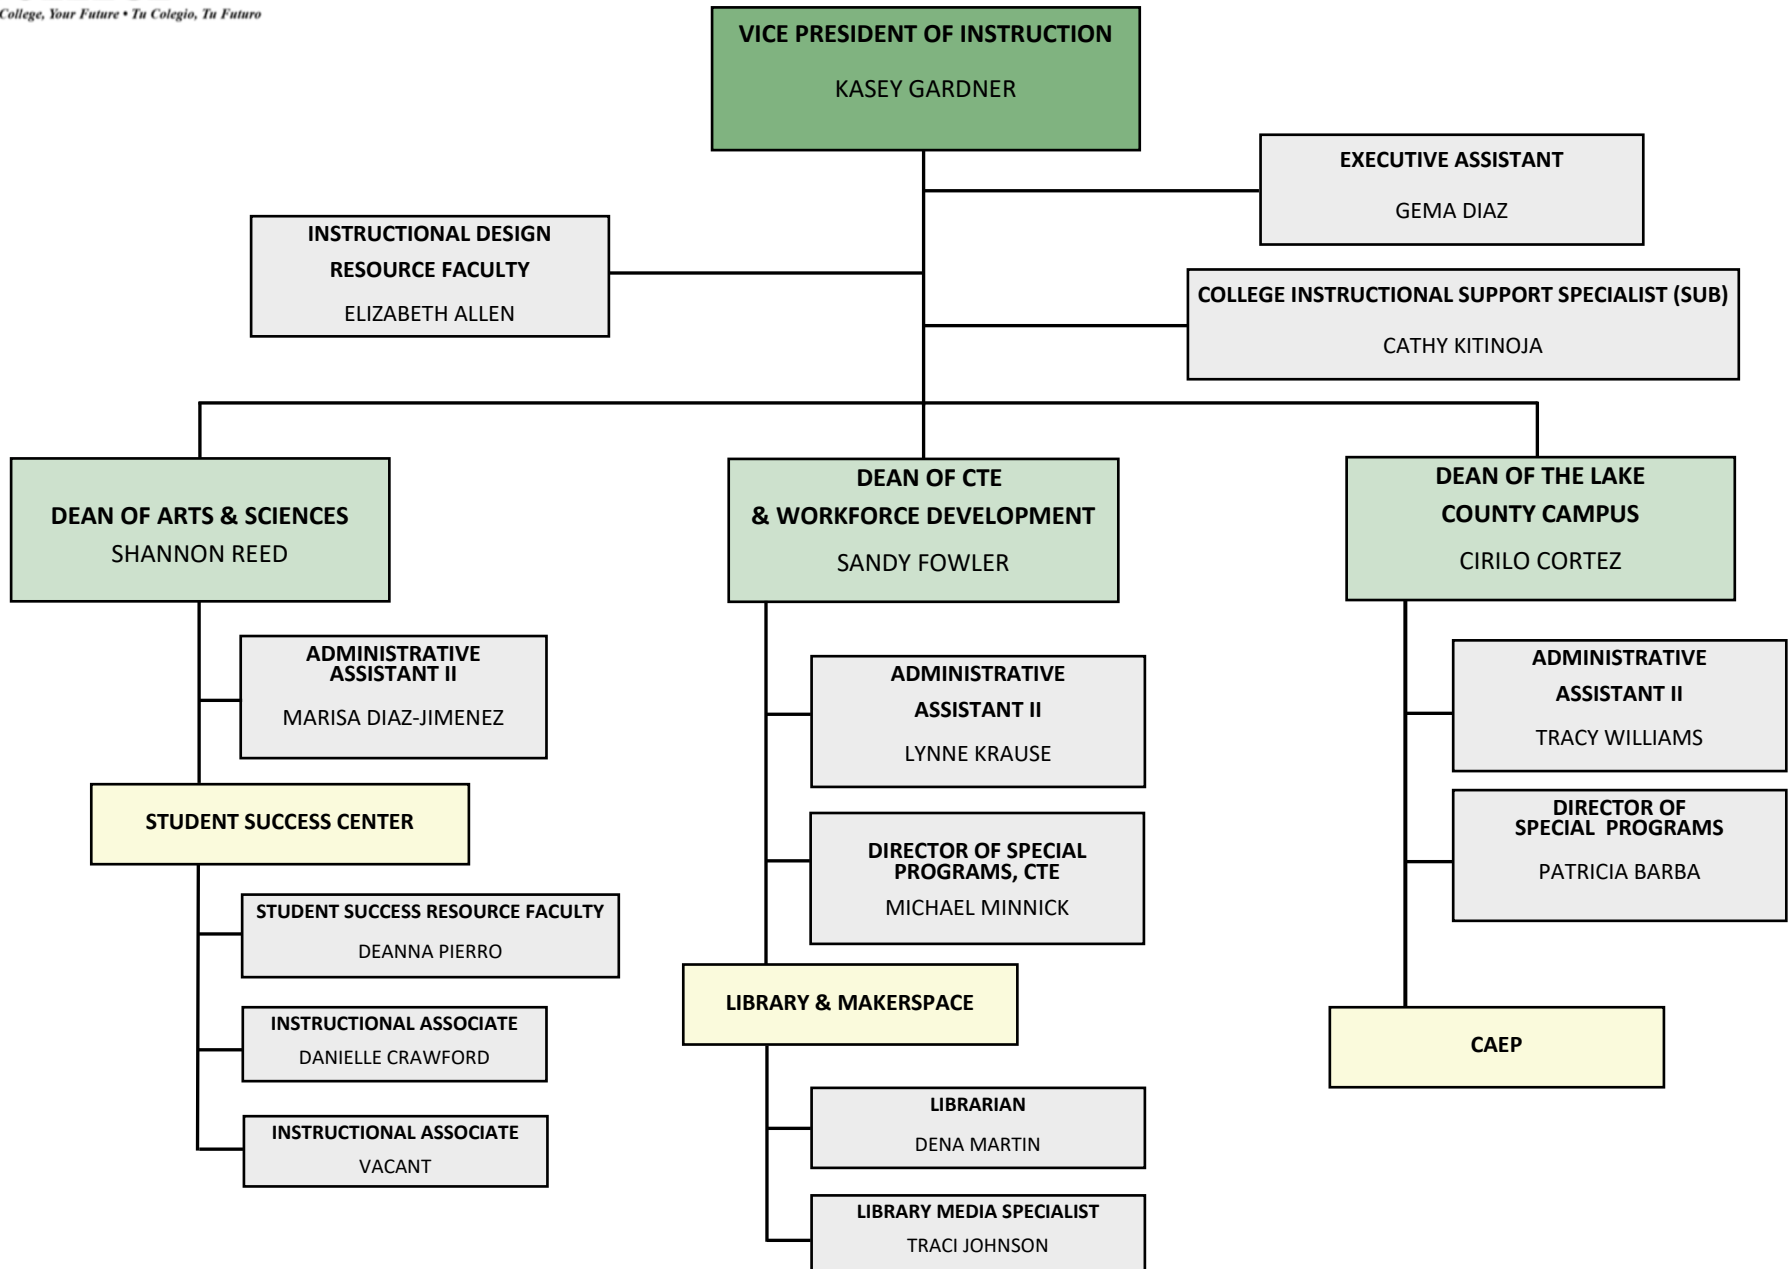 College, Your Future • Tu Colegio, Tu Futuro
VICE PRESIDENT OF INSTRUCTION
KASEY GARDNER
EXECUTIVE ASSISTANT
GEMA DIAZ
INSTRUCTIONAL DESIGN
RESOURCE FACULTY
ELIZABETH ALLEN
COLLEGE INSTRUCTIONAL SUPPORT SPECIALIST (SUB)
CATHY KITINOJA
DEAN OF ARTS & SCIENCES
SHANNON REED
DEAN OF CTE
& WORKFORCE DEVELOPMENT
SANDY FOWLER
DEAN OF THE LAKE
COUNTY CAMPUS
CIRILO CORTEZ
ADMINISTRATIVE
ASSISTANT II
MARISA DIAZ-JIMENEZ
STUDENT SUCCESS CENTER
STUDENT SUCCESS RESOURCE FACULTY
DEANNA PIERRO
INSTRUCTIONAL ASSOCIATE
DANIELLE CRAWFORD
INSTRUCTIONAL ASSOCIATE
VACANT
ADMINISTRATIVE
ASSISTANT II
LYNNE KRAUSE
DIRECTOR OF SPECIAL
PROGRAMS, CTE
MICHAEL MINNICK
LIBRARY & MAKERSPACE
LIBRARIAN
DENA MARTIN
LIBRARY MEDIA SPECIALIST
TRACI JOHNSON
ADMINISTRATIVE
ASSISTANT II
TRACY WILLIAMS
DIRECTOR OF
SPECIAL PROGRAMS
PATRICIA BARBA
CAEP